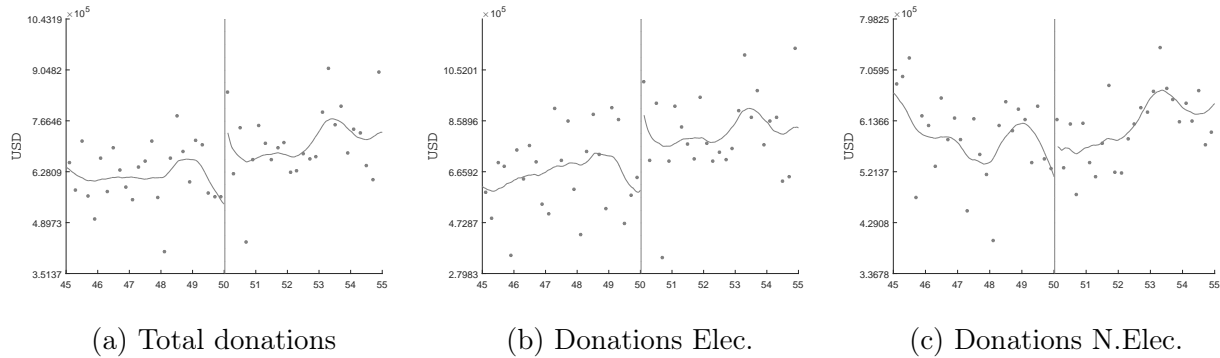 ×10⁵
10.4319
9.0482
7.6646
6.2809
4.8973
3.5137
USD
45 46 47 48 49 50 51 52 53 54 55
(a) Total donations
×10⁵
10.5201
8.5896
6.6592
4.7287
2.7983
USD
45 46 47 48 49 50 51 52 53 54 55
(b) Donations Elec.
×10⁵
7.9825
7.0595
6.1366
5.2137
4.2908
3.3678
USD
45 46 47 48 49 50 51 52 53 54 55
(c) Donations N.Elec.